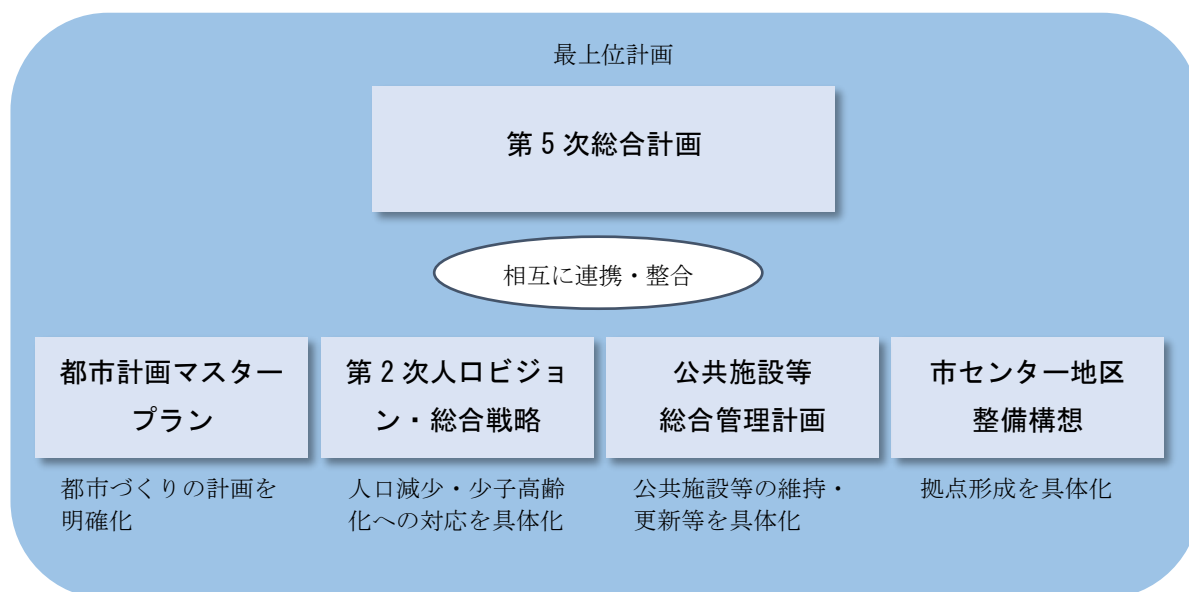 最上位計画
第5次総合計画
相互に連携・整合
都市計画マスター
プラン
都市づくりの計画を
明確化
第2次人口ビジョ
ン・総合戦略
人口減少・少子高齢
化への対応を具体化
公共施設等
総合管理計画
公共施設等の維持・
更新等を具体化
市センター地区
整備構想
拠点形成を具体化